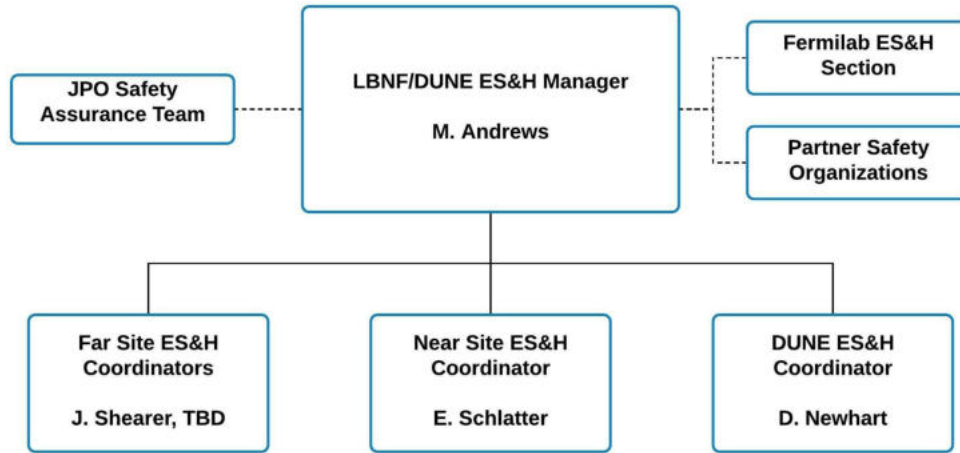 JPO Safety
Assurance Team
LBNF/DUNE ES&H Manager
M. Andrews
Fermilab ES&H
Section
Partner Safety
Organizations
Far Site ES&H
Coordinators
J. Shearer, TBD
Near Site ES&H
Coordinator
E. Schlatter
DUNE ES&H
Coordinator
D. Newhart